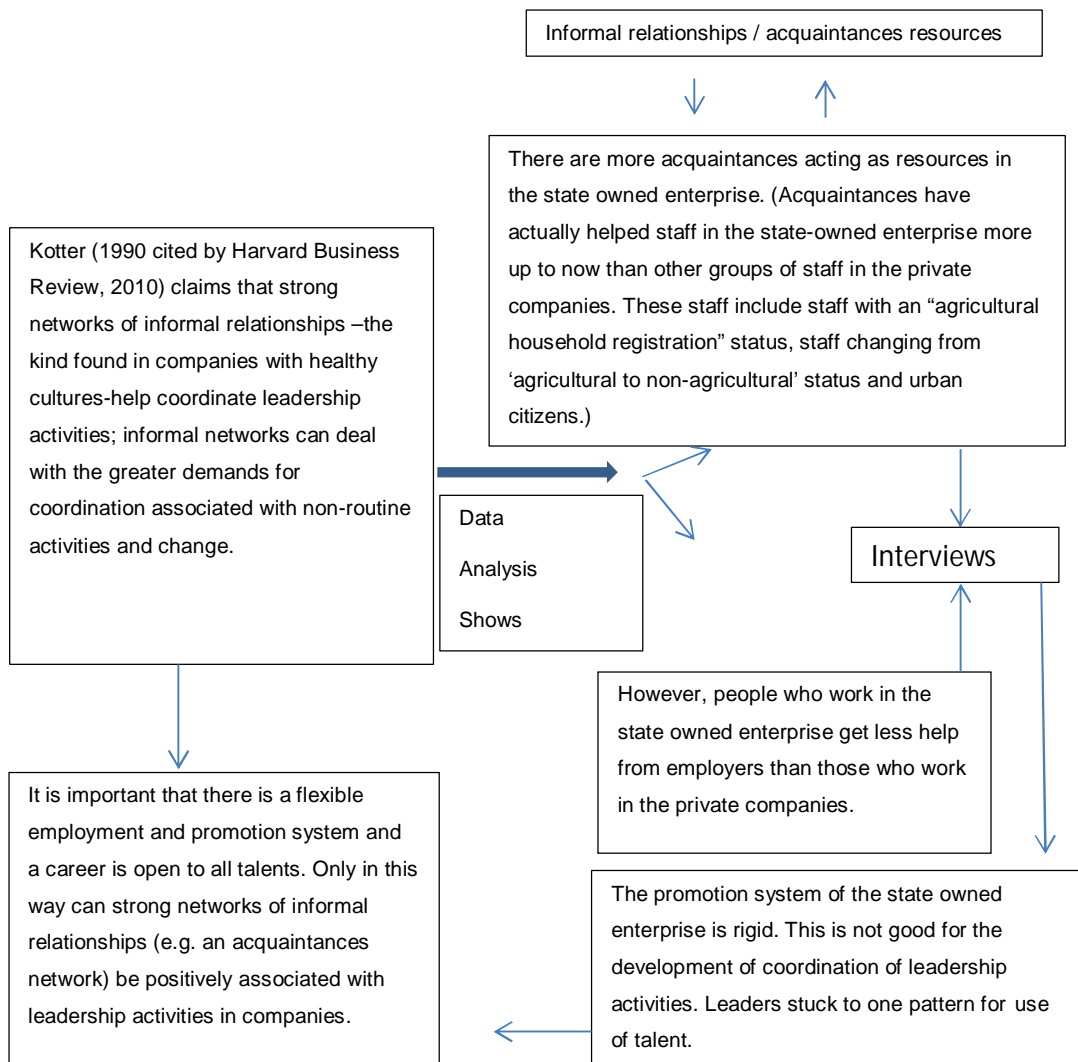 Informal relationships / acquaintances resources
There are more acquaintances acting as resources in
the state owned enterprise. (Acquaintances have
actually helped staff in the state-owned enterprise more
up to now than other groups of staff in the private
companies. These staff include staff with an “agricultural
household registration” status, staff changing from
‘agricultural to non-agricultural’ status and urban
citizens.)
Kotter (1990 cited by Harvard Business
Review, 2010) claims that strong
networks of informal relationships –the
kind found in companies with healthy
cultures-help coordinate leadership
activities; informal networks can deal
with the greater demands for
coordination associated with non-routine
activities and change.
Data
Analysis
Shows
Interviews
However, people who work in the
state owned enterprise get less help
from employers than those who work
in the private companies.
It is important that there is a flexible
employment and promotion system and
a career is open to all talents. Only in this
way can strong networks of informal
relationships (e.g. an acquaintances
network) be positively associated with
leadership activities in companies.
The promotion system of the state owned
enterprise is rigid. This is not good for the
development of coordination of leadership
activities. Leaders stuck to one pattern for use
of talent.